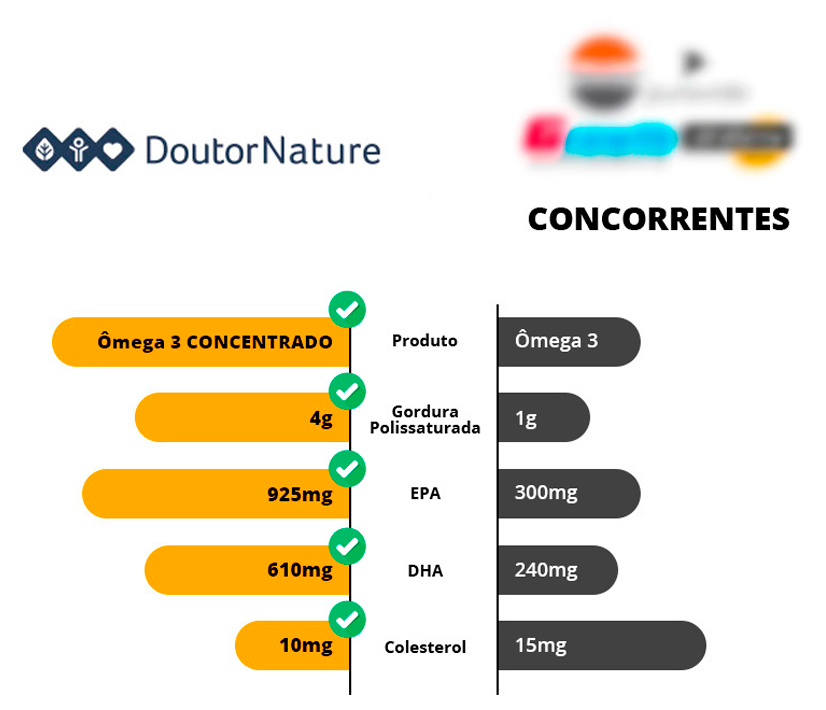 DoutorNature
CONCORRENTES
Ômega 3 CONCENTRADO
Produto
Ômega 3
4g
Gordura
Polissaturada
1g
925mg
EPA
300mg
610mg
DHA
240mg
10mg
Colesterol
15mg